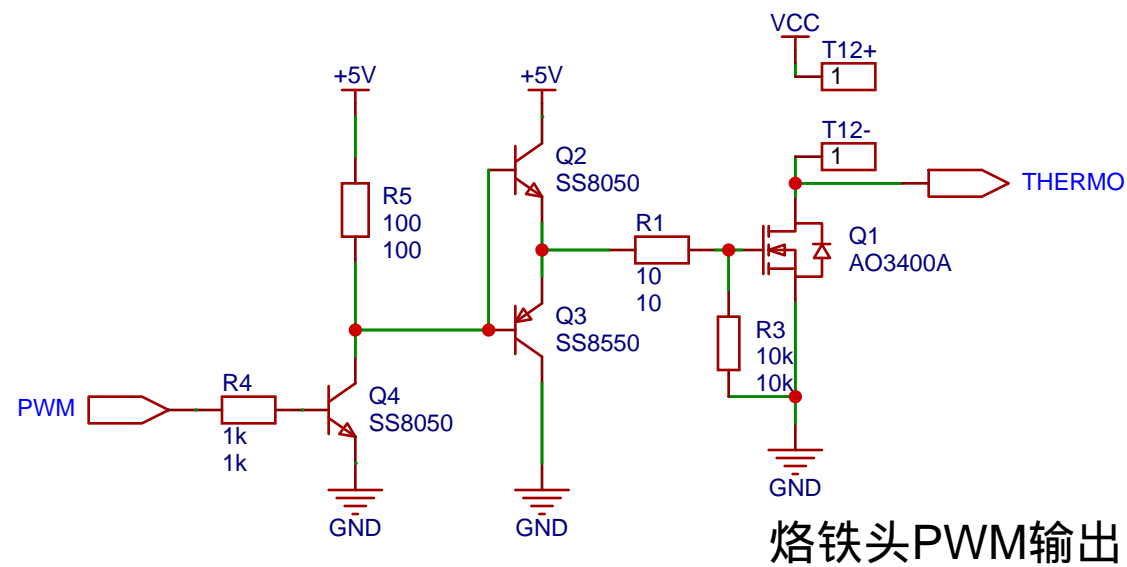 VCC
T12+
1
+5V
+5V
T12-
1
Q2
SS8050
THERMO
R5
100
100
R1
10
10
Q1
AO3400A
Q3
SS8550
R3
10k
10k
R4
1k
1k
Q4
SS8050
PWM
GND
GND
GND
烙铁头PWM输出